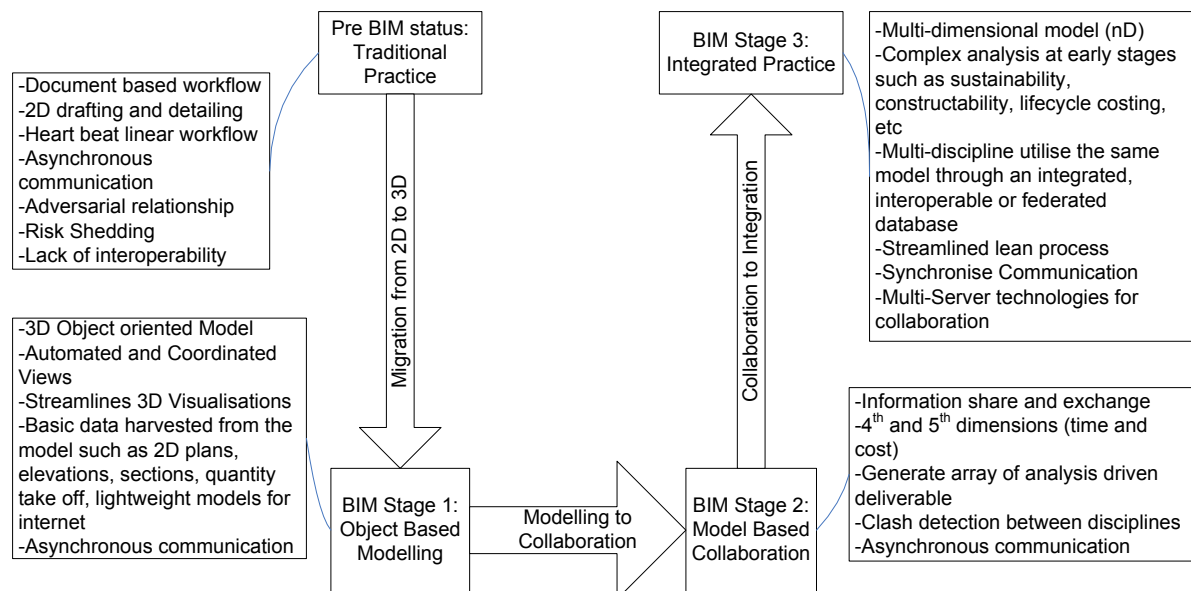 Pre BIM status:
Traditional
Practice
-Document based workflow
-2D drafting and detailing
-Heart beat linear workflow
-Asynchronous
communication
-Adversarial relationship
-Risk Shedding
-Lack of interoperability
Migration from 2D to 3D
-3D Object oriented Model
-Automated and Coordinated
Views
-Streamlines 3D Visualisations
-Basic data harvested from the
model such as 2D plans,
elevations, sections, quantity
take off, lightweight models for
internet
-Asynchronous communication
BIM Stage 1:
Object Based
Modelling
Modelling to
Collaboration
BIM Stage 2:
Model Based
Collaboration
-Information share and exchange
-4th and 5th dimensions (time and
cost)
-Generate array of analysis driven
deliverable
-Clash detection between disciplines
-Asynchronous communication
Collaboration to Integration
BIM Stage 3:
Integrated Practice
-Multi-dimensional model (nD)
-Complex analysis at early stages
such as sustainability,
constructability, lifecycle costing,
etc
-Multi-discipline utilise the same
model through an integrated,
interoperable or federated
database
-Streamlined lean process
-Synchronise Communication
-Multi-Server technologies for
collaboration